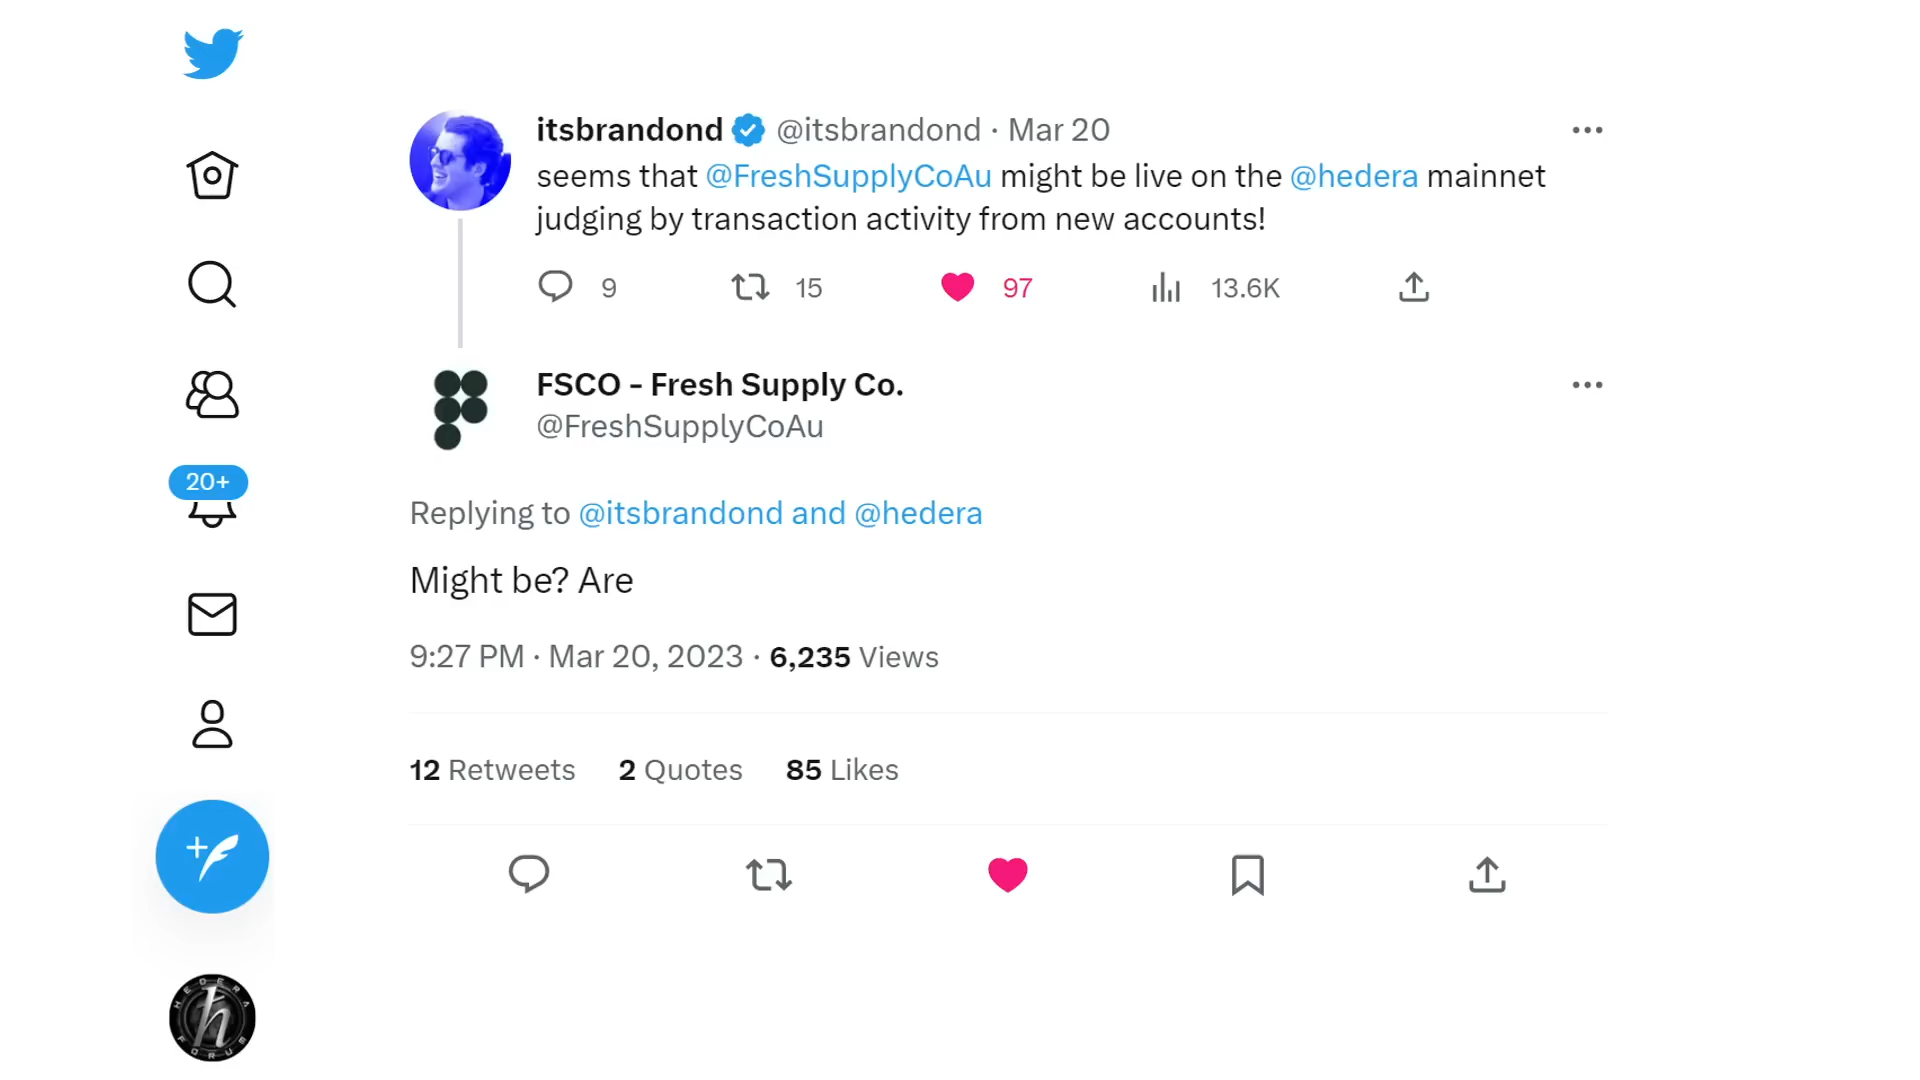 itsbrandond @itsbrandond · Mar 20
seems that @FreshSupplyCoAu might be live on the @hedera mainnet
judging by transaction activity from new accounts!
9 15 97 13.6K
FSCO - Fresh Supply Co.
@FreshSupplyCoAu
20+
Replying to @itsbrandond and @hedera
Might be? Are
9:27 PM · Mar 20, 2023 · 6,235 Views
12 Retweets 2 Quotes 85 Likes
HEDERA
FORUM